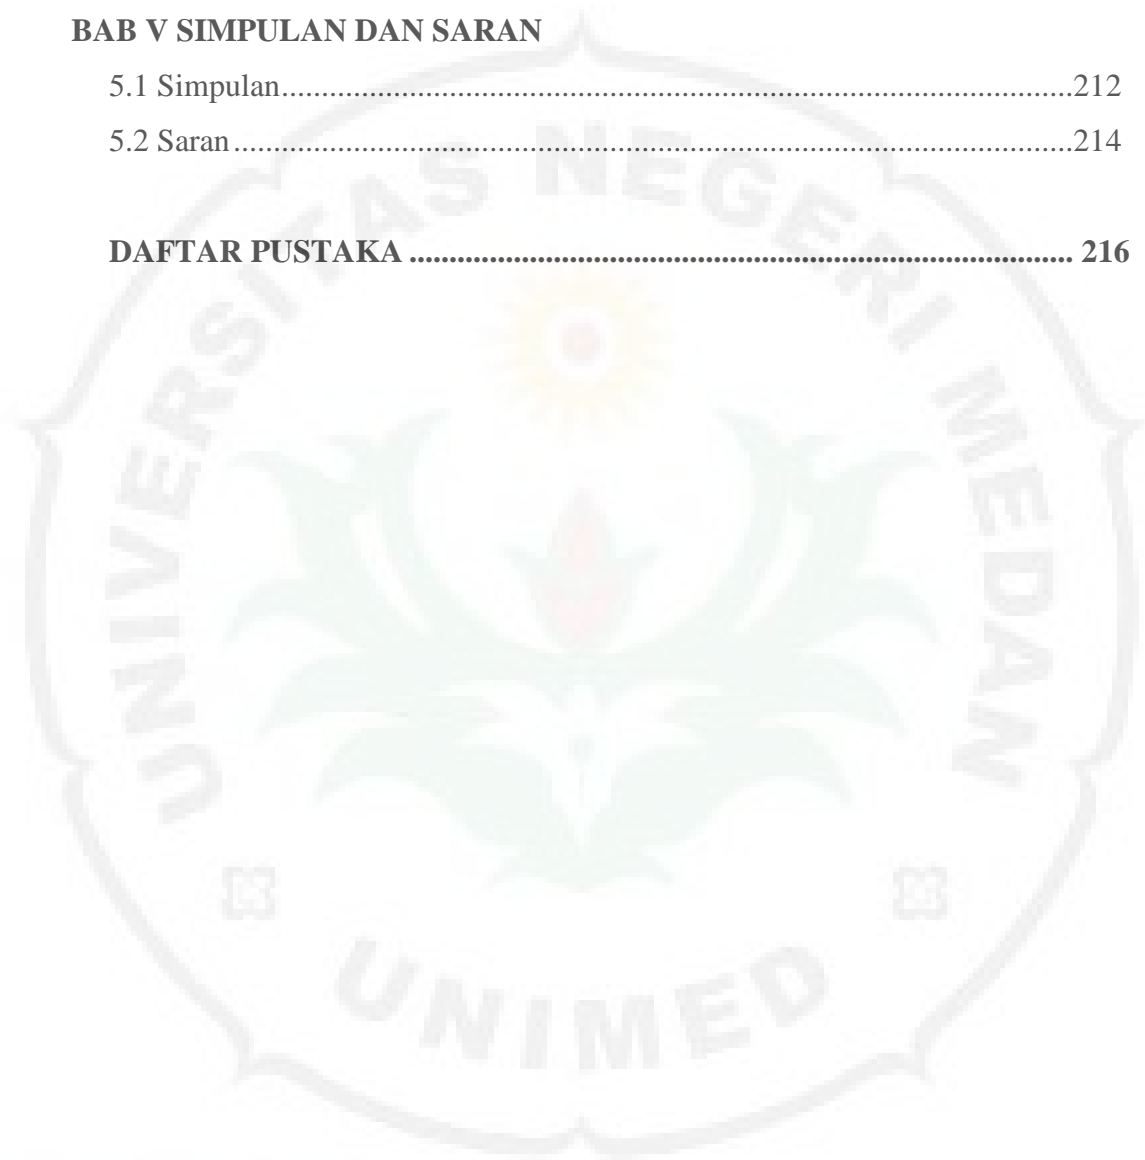 BAB V SIMPULAN DAN SARAN
5.1 Simpulan..........................................................................................212
5.2 Saran................................................................................................214
DAFTAR PUSTAKA ...................................................................... 216
UNIVERSITAS NEGERI MEDAN
UNIMED